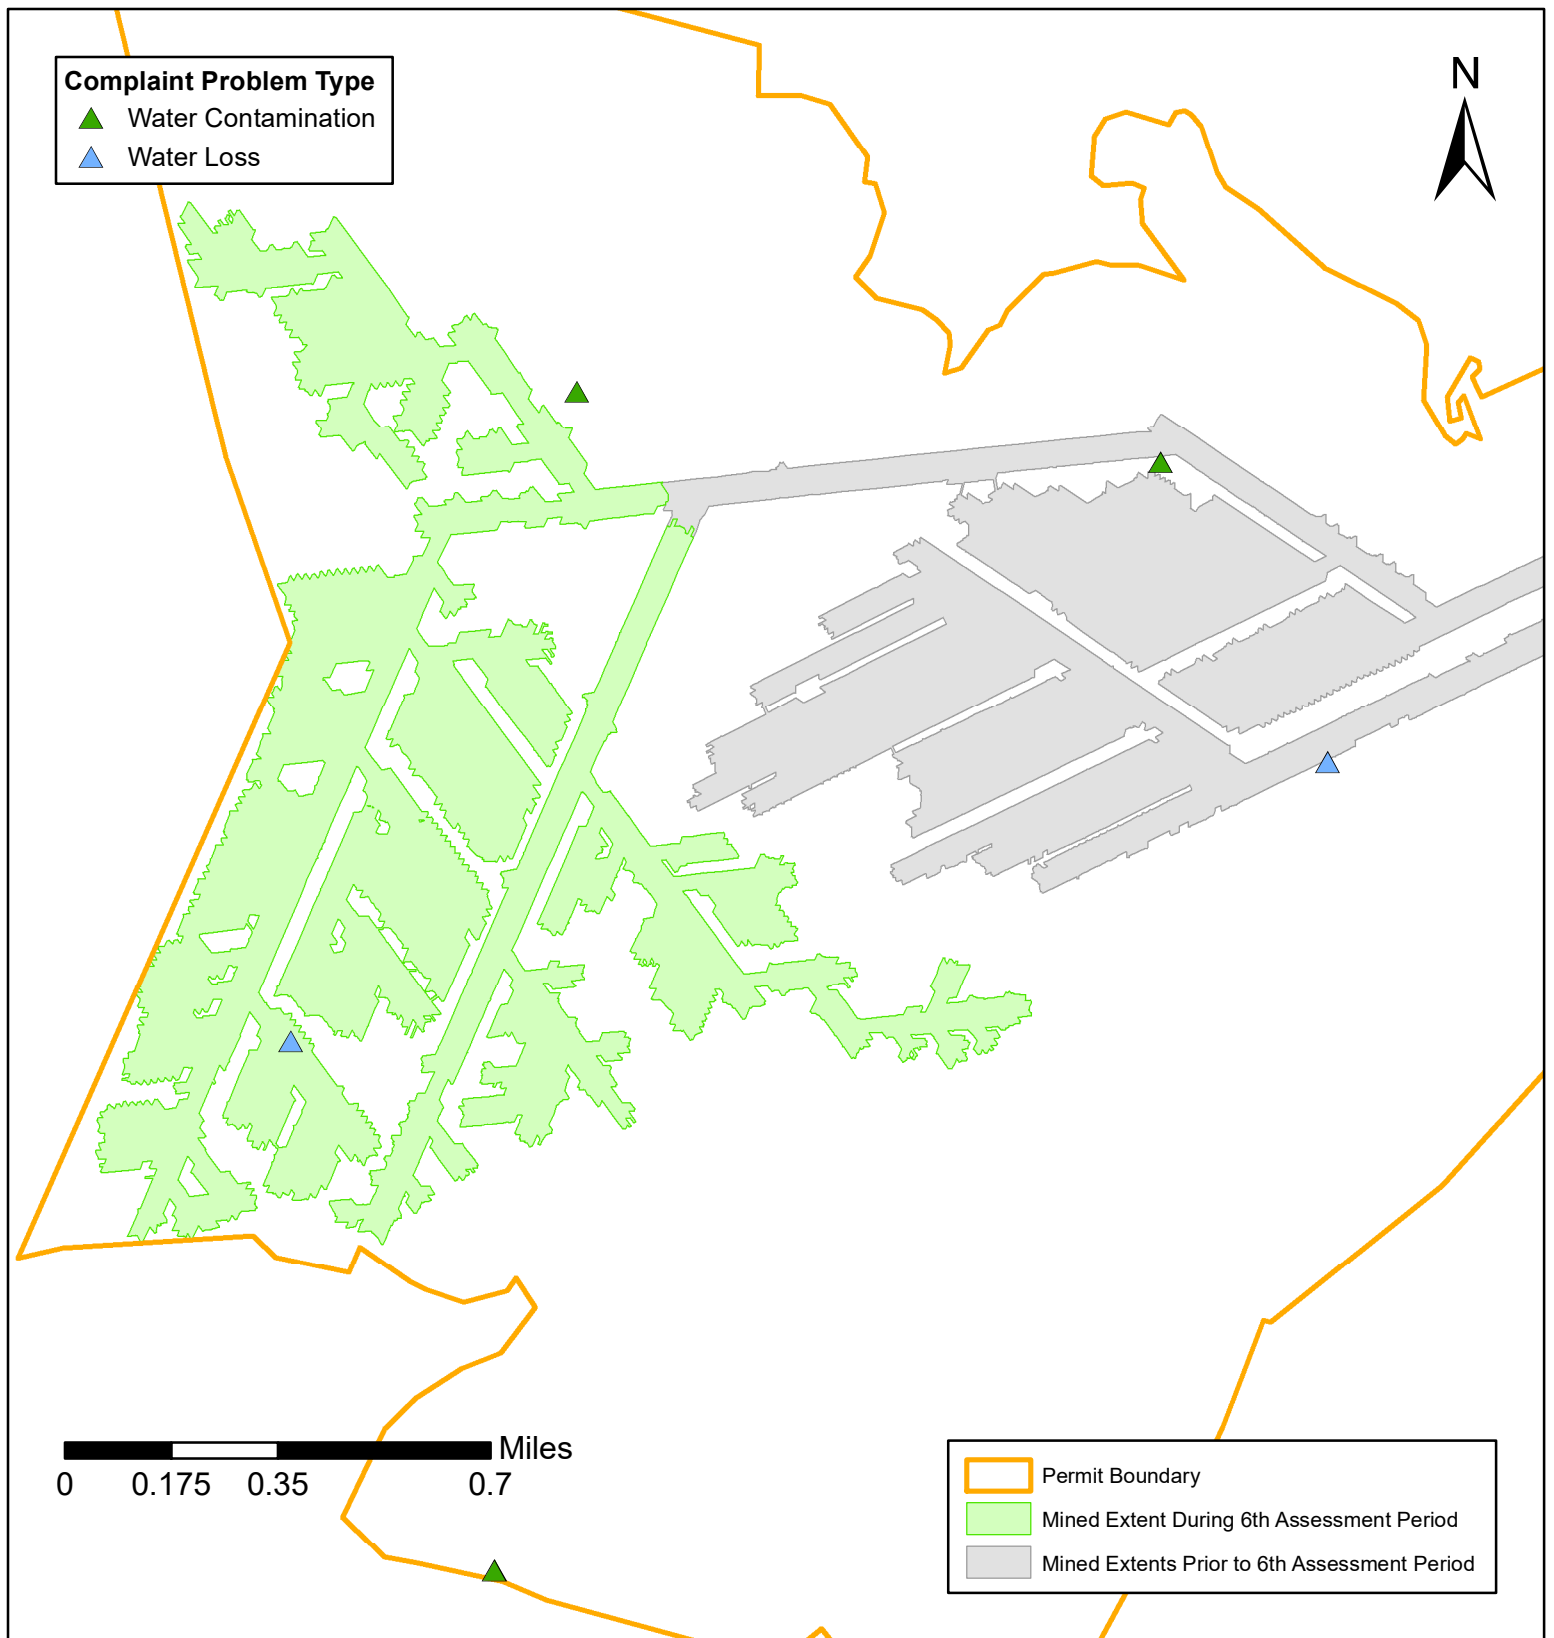 Complaint Problem Type
Water Contamination
Water Loss
N
Miles
0 0.175 0.35 0.7
Permit Boundary
Mined Extent During 6th Assessment Period
Mined Extents Prior to 6th Assessment Period